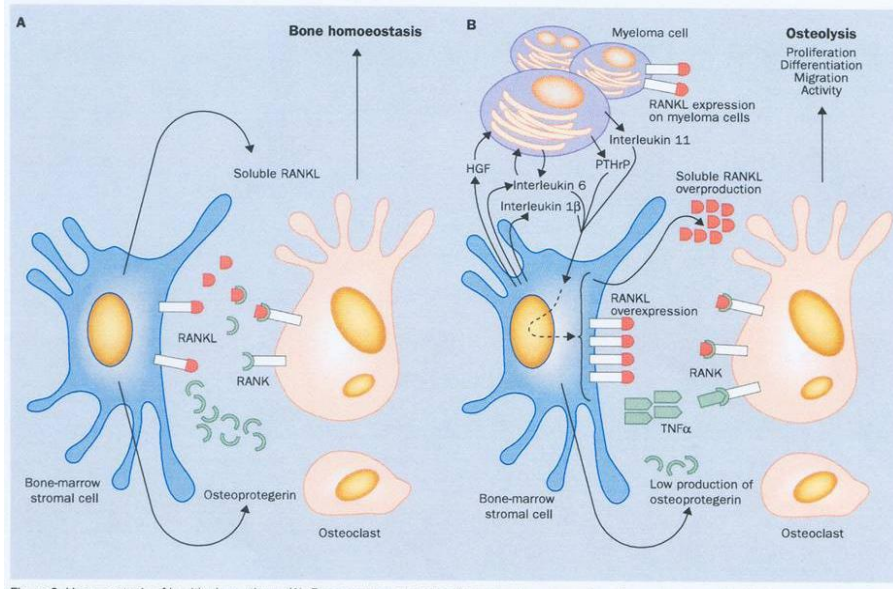 A
Bone homoeostasis
Soluble RANKL
RANKL
RANK
Bone-marrow
stromal cell
Osteoprotegerin
Osteoclast
B
Myeloma cell
Osteolysis
Proliferation
Differentiation
Migration
Activity
RANKL expression
on myeloma cells
Interleukin 11
PTHrP
HGF
Interleukin 6
Interleukin 1β
Soluble RANKL
overproduction
RANKL
overexpression
RANK
TNFα
Low production of
osteoprotegerin
Bone-marrow
stromal cell
Osteoclast